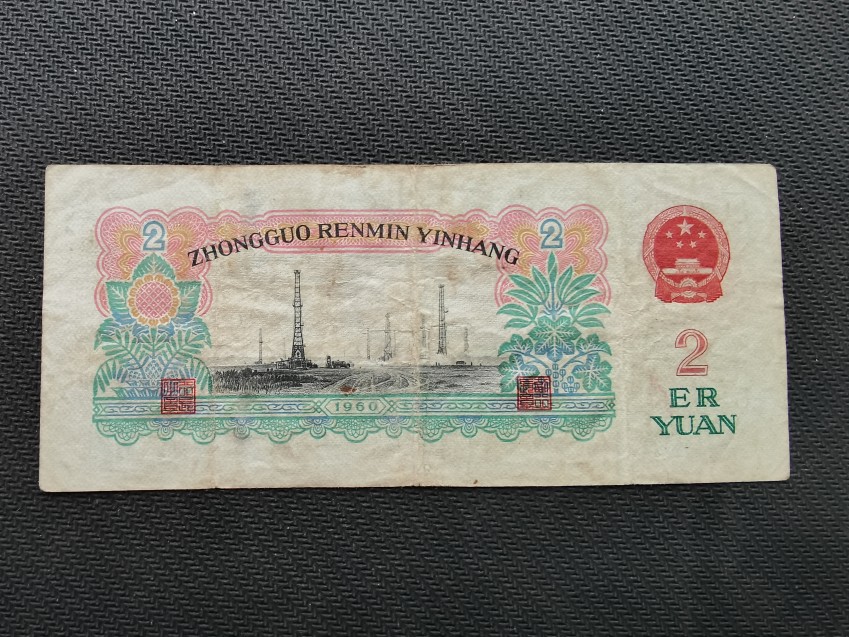 2
2
ZHONGGUO RENMIN YINHANG
1960
2
ER
YUAN